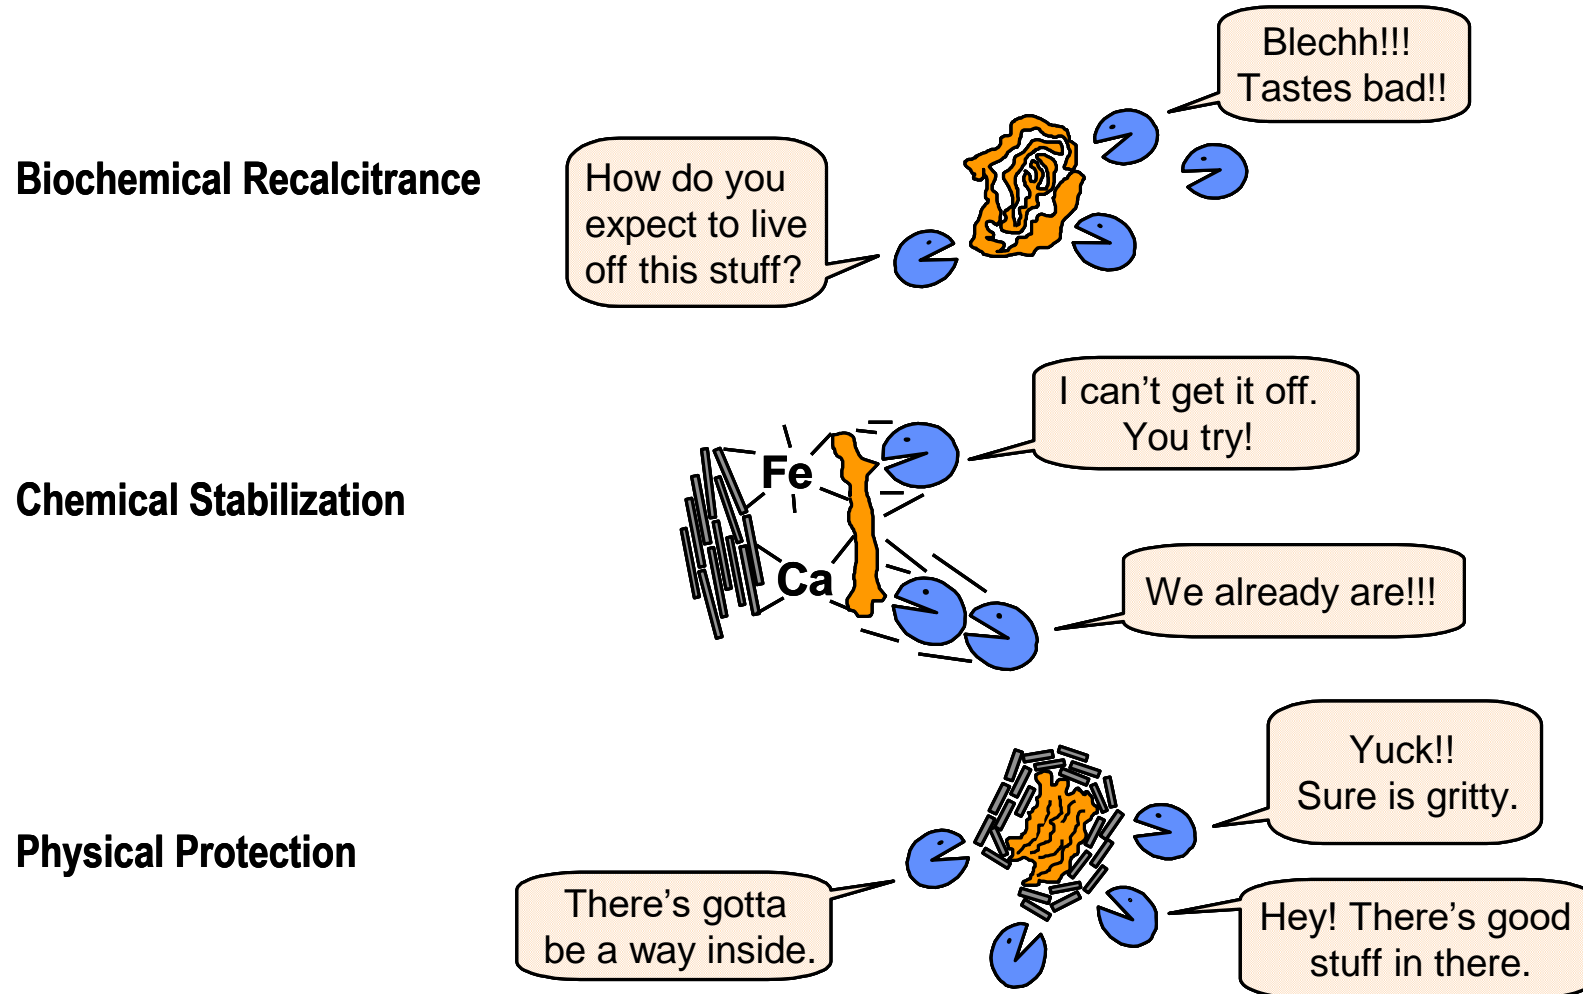 Blechh!!!
Tastes bad!!
Biochemical Recalcitrance
How do you
expect to live
off this stuff?
I can't get it off.
You try!
Fe
Chemical Stabilization
Ca
We already are!!!
Yuck!!
Sure is gritty.
Physical Protection
There's gotta
be a way inside.
Hey! There's good
stuff in there.